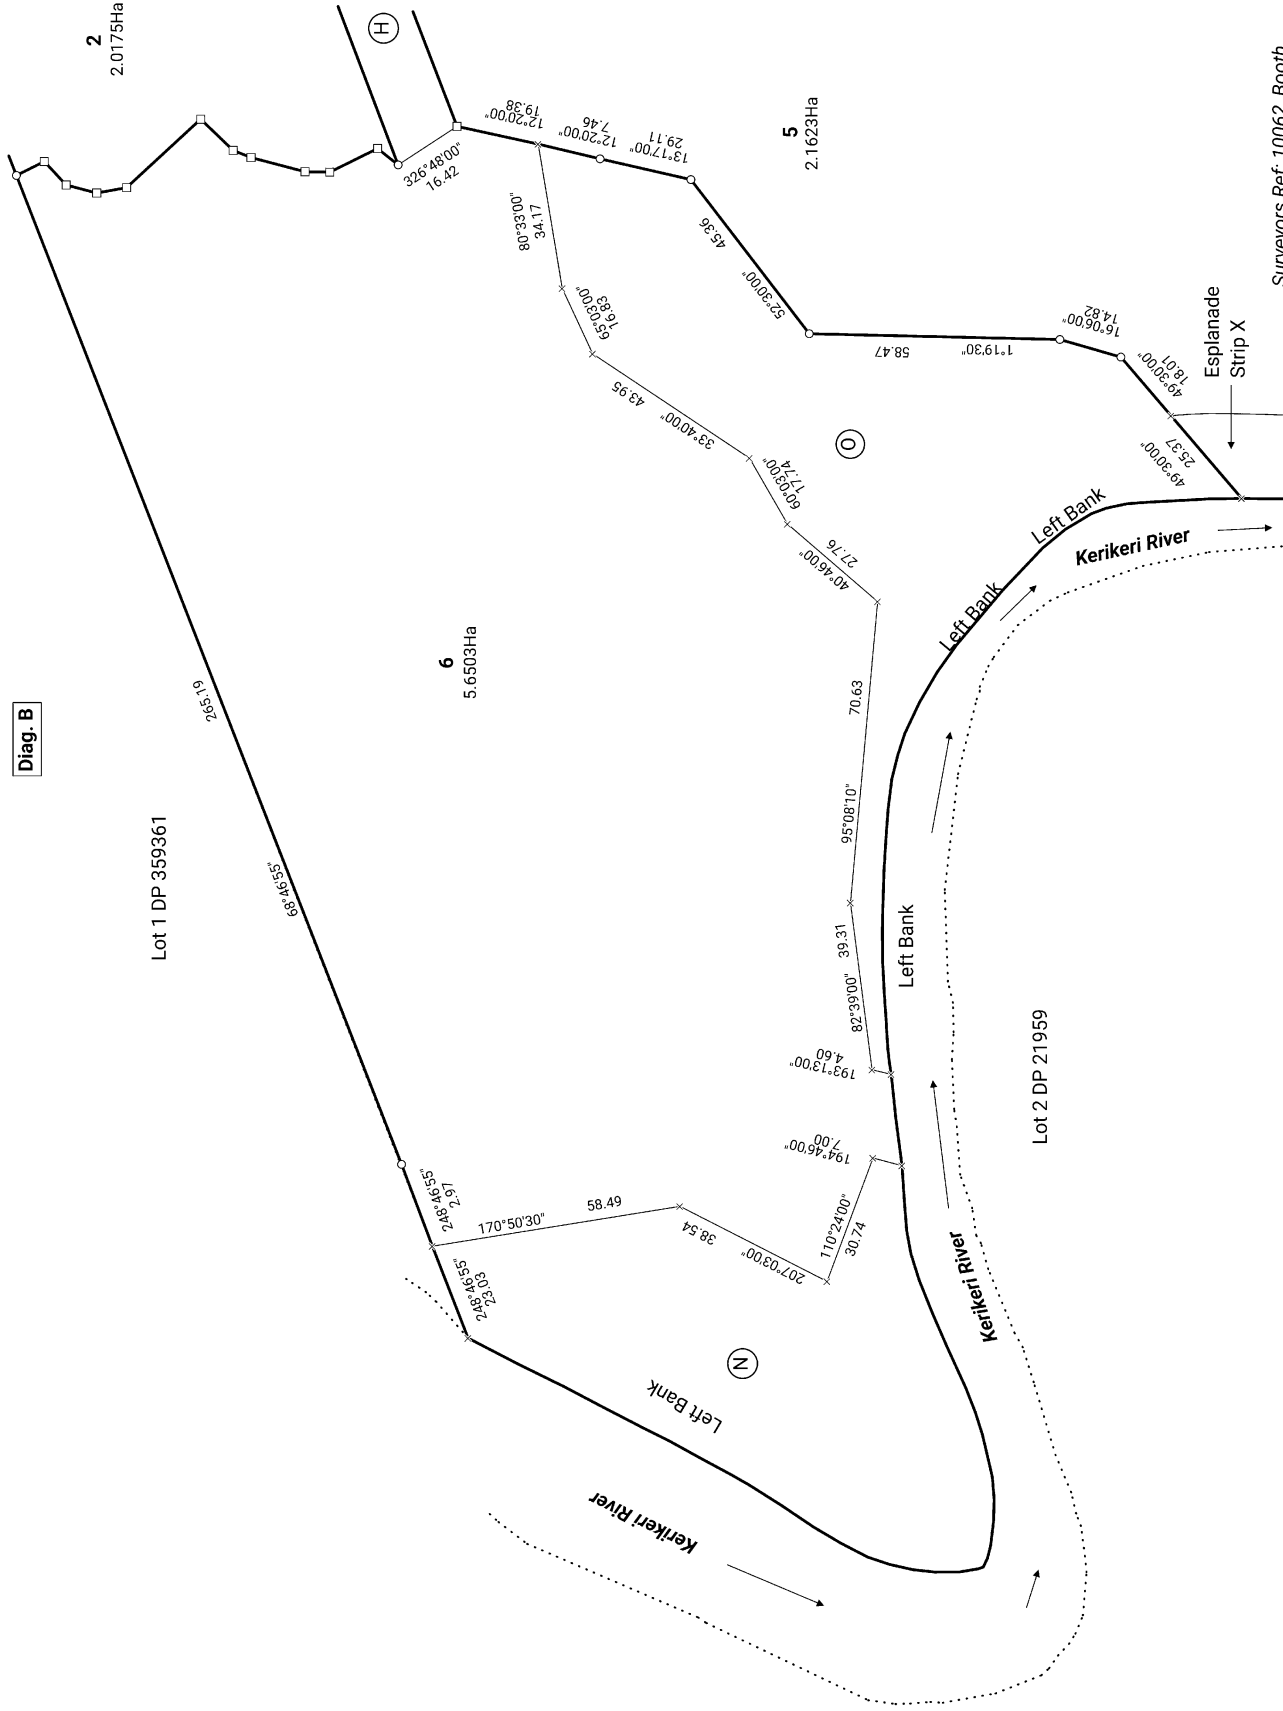 Diag. B
2
2.0175Ha
H
Lot 1 DP 359361
265.19
68°46'55"
326°48'00"
16.42
12°20'00"
19.38
12°20'00"
7.46
13°17'00"
29.11
5
2.1623Ha
80°33'00"
34.17
65°03'00"
16.83
43.95
33°40'00"
60°03'00"
17.74
40°46'00"
27.76
45.36
52°30'00"
58.47
1°19'30"
16°06'00"
14.82
49°30'00"
18.01
49°30'00"
25.37
Esplanade
Strip X
Surveyors Ref: 10062 Booth
6
5.6503Ha
O
70.63
95°08'10"
39.31
82°39'00"
193°13'00"
4.60
194°46'00"
7.00
110°24'00"
30.74
207°03'00"
38.54
170°50'30"
58.49
248°46'55"
2.97
248°46'55"
23.03
N
Left Bank
Kerikeri River
Left Bank
Left Bank
Left Bank
Kerikeri River
Kerikeri River
Lot 2 DP 21959